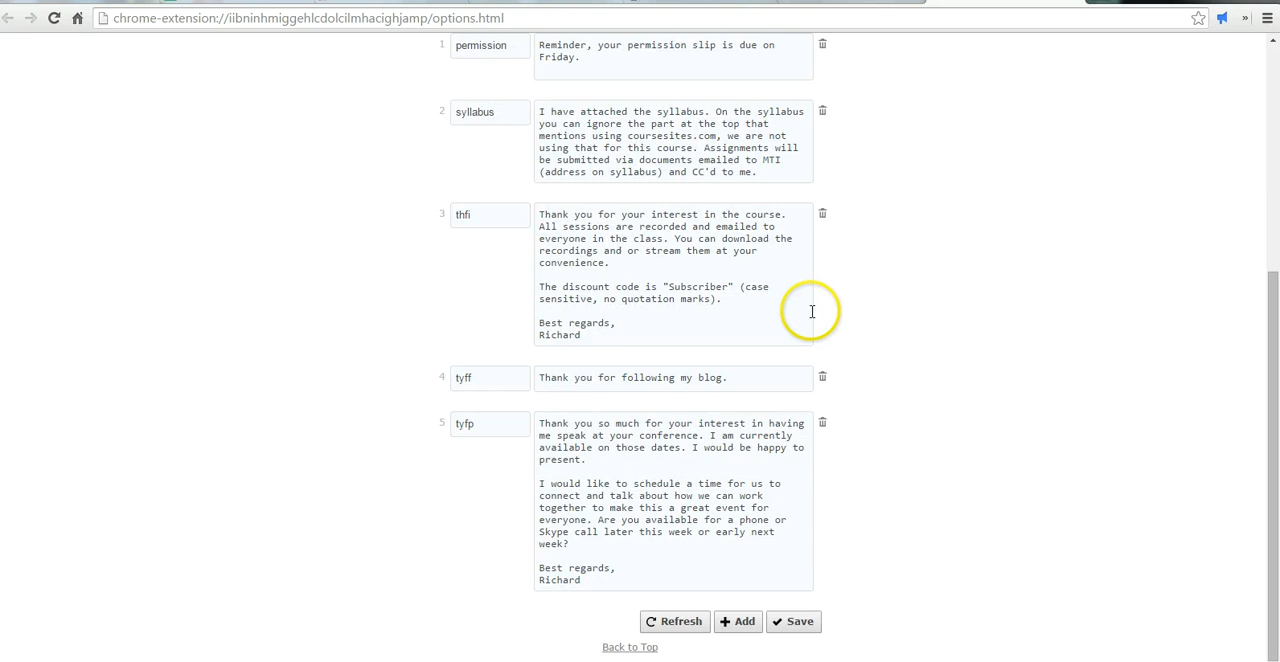 chrome-extension://iibninhmiggehlcdolcilmhacighjamp/options.html
»
1
permission
Reminder, your permission slip is due on
Friday.
2
syllabus
I have attached the syllabus. On the syllabus
you can ignore the part at the top that
mentions using coursesites.com, we are not
using that for this course. Assignments will
be submitted via documents emailed to MTI
(address on syllabus) and CC'd to me.
3
thfi
Thank you for your interest in the course.
All sessions are recorded and emailed to
everyone in the class. You can download the
recordings and or stream them at your
convenience.
The discount code is "Subscriber" (case
sensitive, no quotation marks).
Best regards,
Richard
4
tyff
Thank you for following my blog.
5
tyfp
Thank you so much for your interest in having
me speak at your conference. I am currently
available on those dates. I would be happy to
present.
I would like to schedule a time for us to
connect and talk about how we can work
together to make this a great event for
everyone. Are you available for a phone or
Skype call later this week or early next
week?
Best regards,
Richard
Refresh
Add
Save
Back to Top